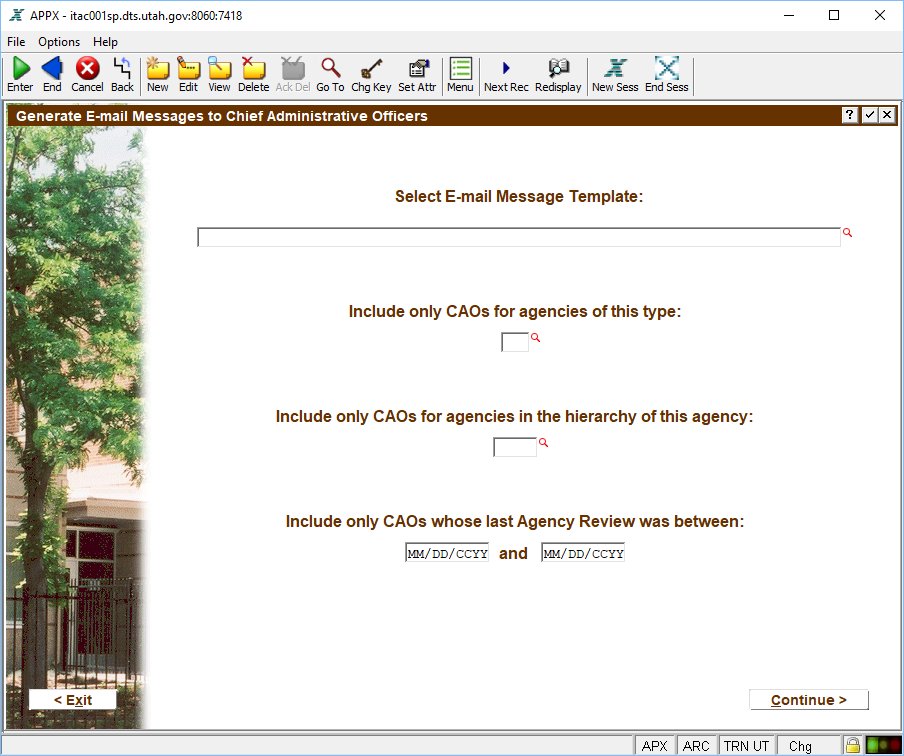 APPX - itac001sp.dts.utah.gov:8060:7418
File Options Help
Enter End Cancel Back New Edit View Delete Ack Del Go To Chg Key Set Attr Menu Next Rec Redisplay New Sess End Sess
Generate E-mail Messages to Chief Administrative Officers ?
Select E-mail Message Template:
Include only CAOs for agencies of this type:
Include only CAOs for agencies in the hierarchy of this agency:
Include only CAOs whose last Agency Review was between:
MM/DD/CCYY and MM/DD/CCYY
< Exit Continue >
APX ARC TRN UT Chg